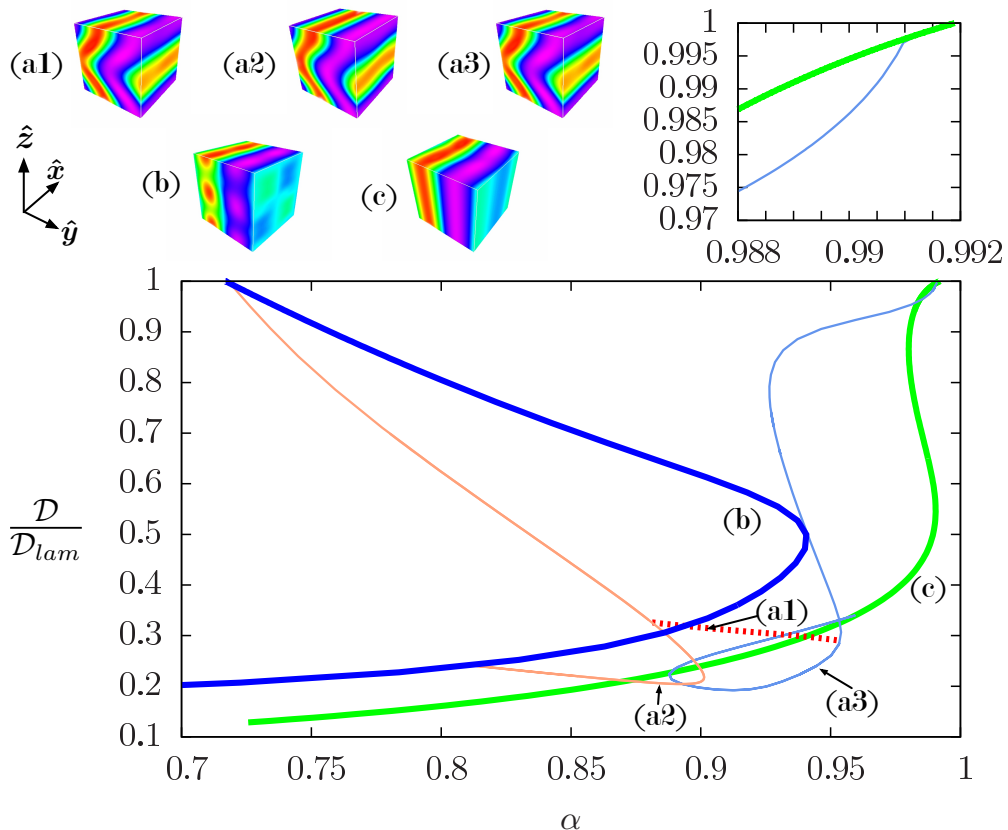 (a1)
(a2)
(a3)
ẑ
x̂
ŷ
(b)
(c)
1
0.995
0.99
0.985
0.98
0.975
0.97
0.988
0.99
0.992
1
0.9
0.8
0.7
0.6
0.5
0.4
0.3
0.2
0.1
D
D_lam
(b)
(c)
(a1)
(a2)
(a3)
0.7
0.75
0.8
0.85
0.9
0.95
1
α